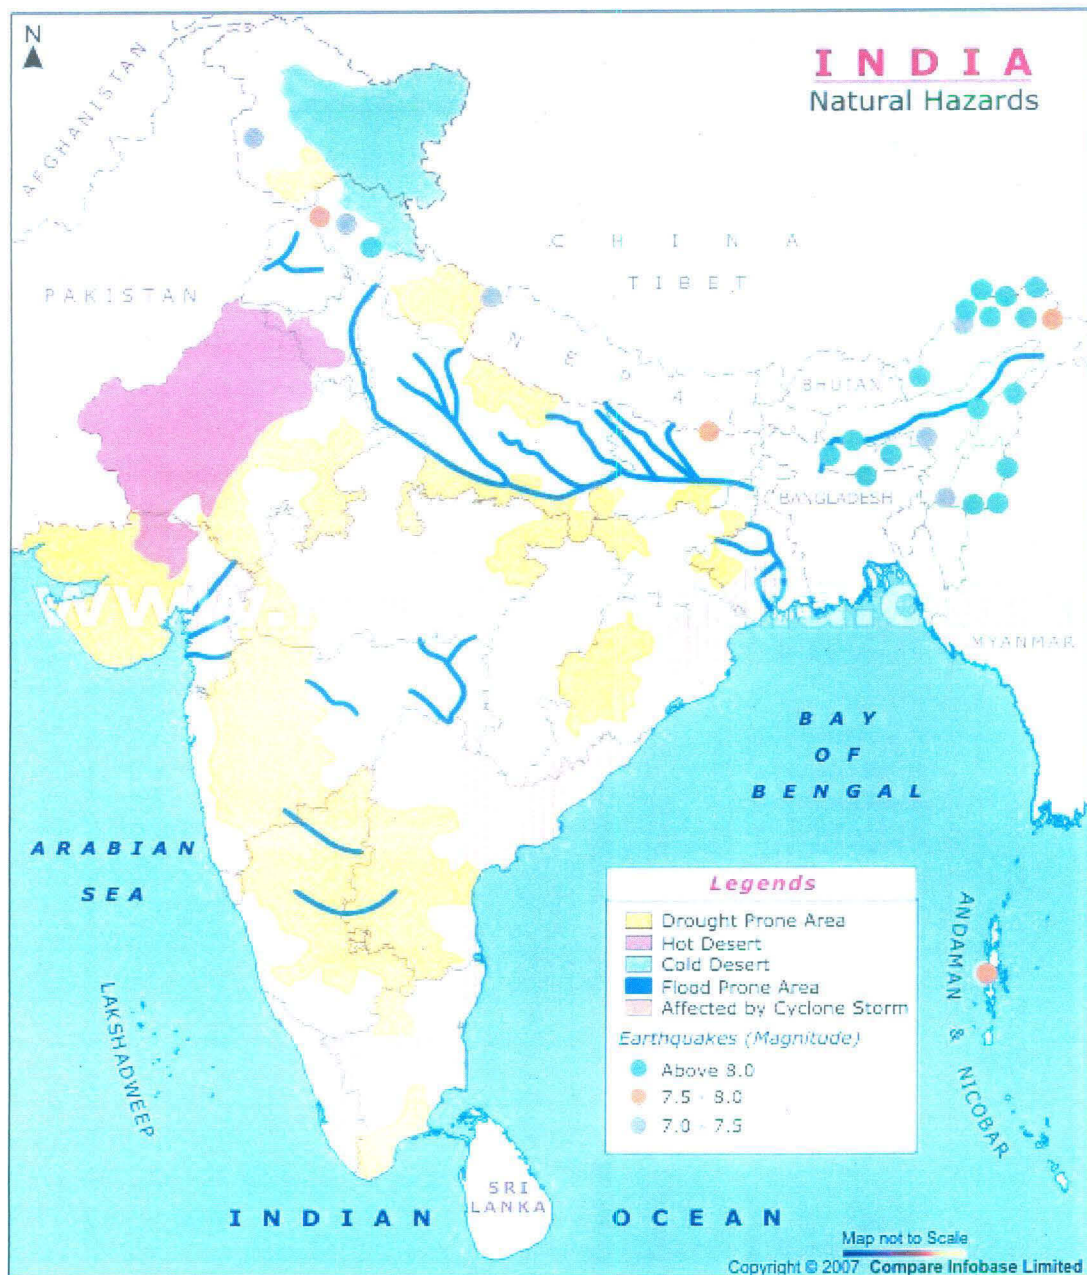 N
INDIA
Natural Hazards
AFGHANISTAN
CHINA
TIBET
PAKISTAN
NEPAL
BHUTAN
BANGLADESH
MYANMAR
BAY
OF
BENGAL
ARABIAN
SEA
Legends
Drought Prone Area
Hot Desert
Cold Desert
Flood Prone Area
Affected by Cyclone Storm
Earthquakes (Magnitude)
Above 8.0
7.5 - 8.0
7.0 - 7.5
ANDAMAN & NICOBAR
LAKSHADWEEP
SRI
LANKA
INDIAN OCEAN
Map not to Scale
Copyright © 2007 Compare Infobase Limited